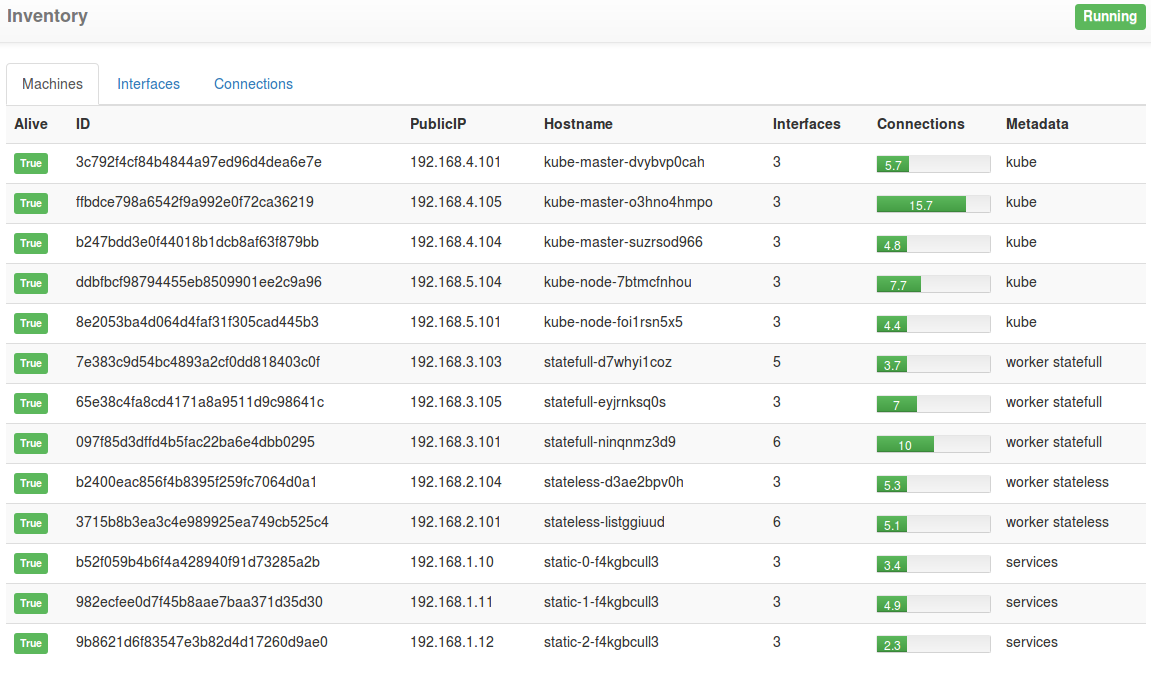 Inventory Running
Machines Interfaces Connections
Alive ID PublicIP Hostname Interfaces Connections Metadata
True 3c792f4cf84b4844a97ed96d4dea6e7e 192.168.4.101 kube-master-dvybvp0cah 3 5.7 kube
True ffbdce798a6542f9a992e0f72ca36219 192.168.4.105 kube-master-o3hno4hmpo 3 15.7 kube
True b247bdd3e0f44018b1dcb8af63f879bb 192.168.4.104 kube-master-suzrsod966 3 4.8 kube
True ddbfbcf98794455eb8509901ee2c9a96 192.168.5.104 kube-node-7btmcfnhou 3 7.7 kube
True 8e2053ba4d064d4faf31f305cad445b3 192.168.5.101 kube-node-foi1rsn5x5 3 4.4 kube
True 7e383c9d54bc4893a2cf0dd818403c0f 192.168.3.103 statefull-d7whyi1coz 5 3.7 worker statefull
True 65e38c4fa8cd4171a8a9511d9c98641c 192.168.3.105 statefull-eyjrnksq0s 3 7 worker statefull
True 097f85d3dffd4b5fac22ba6e4dbb0295 192.168.3.101 statefull-ninqnmz3d9 6 10 worker statefull
True b2400eac856f4b8395f259fc7064d0a1 192.168.2.104 stateless-d3ae2bpv0h 3 5.3 worker stateless
True 3715b8b3ea3c4e989925ea749cb525c4 192.168.2.101 stateless-listggiuud 6 5.1 worker stateless
True b52f059b4b6f4a428940f91d73285a2b 192.168.1.10 static-0-f4kgbcull3 3 3.4 services
True 982ecfee0d7f45b8aae7baa371d35d30 192.168.1.11 static-1-f4kgbcull3 3 4.9 services
True 9b8621d6f83547e3b82d4d17260d9ae0 192.168.1.12 static-2-f4kgbcull3 3 2.3 services